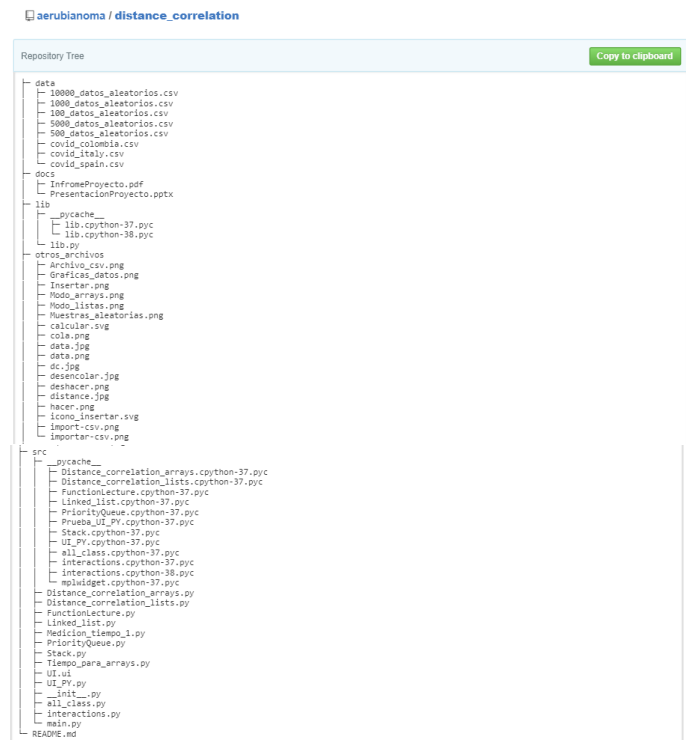 aerubianoma / distance_correlation
Repository Tree
Copy to clipboard
├─ data
│  ├─ 10000_datos_aleatorios.csv
│  ├─ 1000_datos_aleatorios.csv
│  ├─ 100_datos_aleatorios.csv
│  ├─ 5000_datos_aleatorios.csv
│  ├─ 500_datos_aleatorios.csv
│  ├─ covid_colombia.csv
│  ├─ covid_italy.csv
│  └─ covid_spain.csv
├─ docs
│  ├─ InfromeProyecto.pdf
│  └─ PresentacionProyecto.pptx
├─ lib
│  ├─ __pycache__
│  │  ├─ lib.cpython-37.pyc
│  │  └─ lib.cpython-38.pyc
│  └─ lib.py
├─ otros_archivos
│  ├─ Archivo_csv.png
│  ├─ Graficas_datos.png
│  ├─ Insertar.png
│  ├─ Modo_arrays.png
│  ├─ Modo_listas.png
│  ├─ Muestras_aleatorias.png
│  ├─ calcular.svg
│  ├─ cola.png
│  ├─ data.jpg
│  ├─ data.png
│  ├─ dc.jpg
│  ├─ desencolar.jpg
│  ├─ deshacer.png
│  ├─ distance.jpg
│  ├─ hacer.png
│  ├─ icono_insertar.svg
│  ├─ import-csv.png
│  └─ importar-csv.png
├─ src
│  ├─ __pycache__
│  │  ├─ Distance_correlation_arrays.cpython-37.pyc
│  │  ├─ Distance_correlation_lists.cpython-37.pyc
│  │  ├─ FunctionLecture.cpython-37.pyc
│  │  ├─ Linked_list.cpython-37.pyc
│  │  ├─ PriorityQueue.cpython-37.pyc
│  │  ├─ Prueba_UI_PY.cpython-37.pyc
│  │  ├─ Stack.cpython-37.pyc
│  │  ├─ UI_PY.cpython-37.pyc
│  │  ├─ all_class.cpython-37.pyc
│  │  ├─ interactions.cpython-37.pyc
│  │  ├─ interactions.cpython-38.pyc
│  │  └─ mplwidget.cpython-37.pyc
│  ├─ Distance_correlation_arrays.py
│  ├─ Distance_correlation_lists.py
│  ├─ FunctionLecture.py
│  ├─ Linked_list.py
│  ├─ Medicion_tiempo_1.py
│  ├─ PriorityQueue.py
│  ├─ Stack.py
│  ├─ Tiempo_para_arrays.py
│  ├─ UI.ui
│  ├─ UI_PY.py
│  ├─ __init__.py
│  ├─ all_class.py
│  ├─ interactions.py
│  └─ main.py
└─ README.md